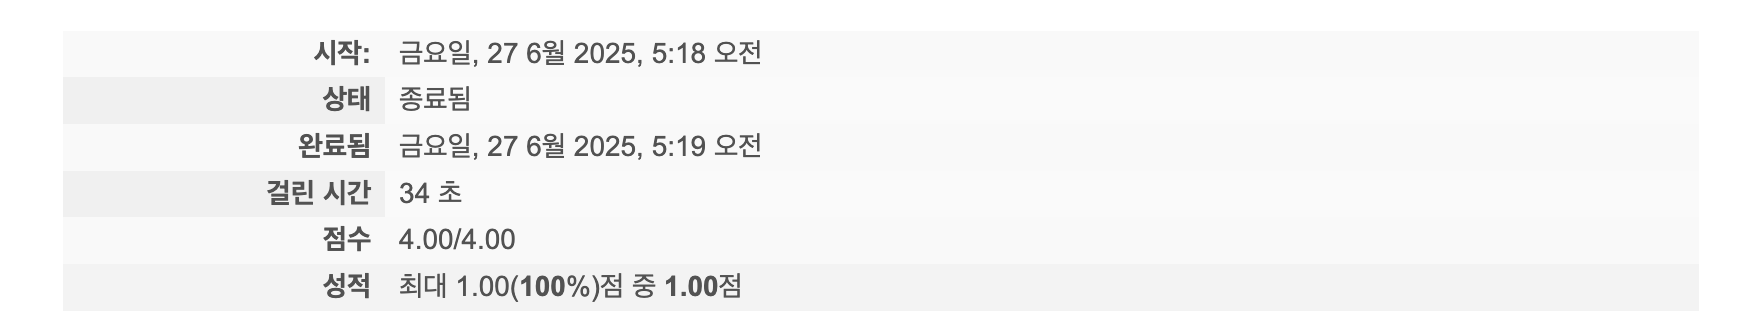 시작: 금요일, 27 6월 2025, 5:18 오전
상태 종료됨
완료됨 금요일, 27 6월 2025, 5:19 오전
걸린 시간 34 초
점수 4.00/4.00
성적 최대 1.00(100%)점 중 1.00점